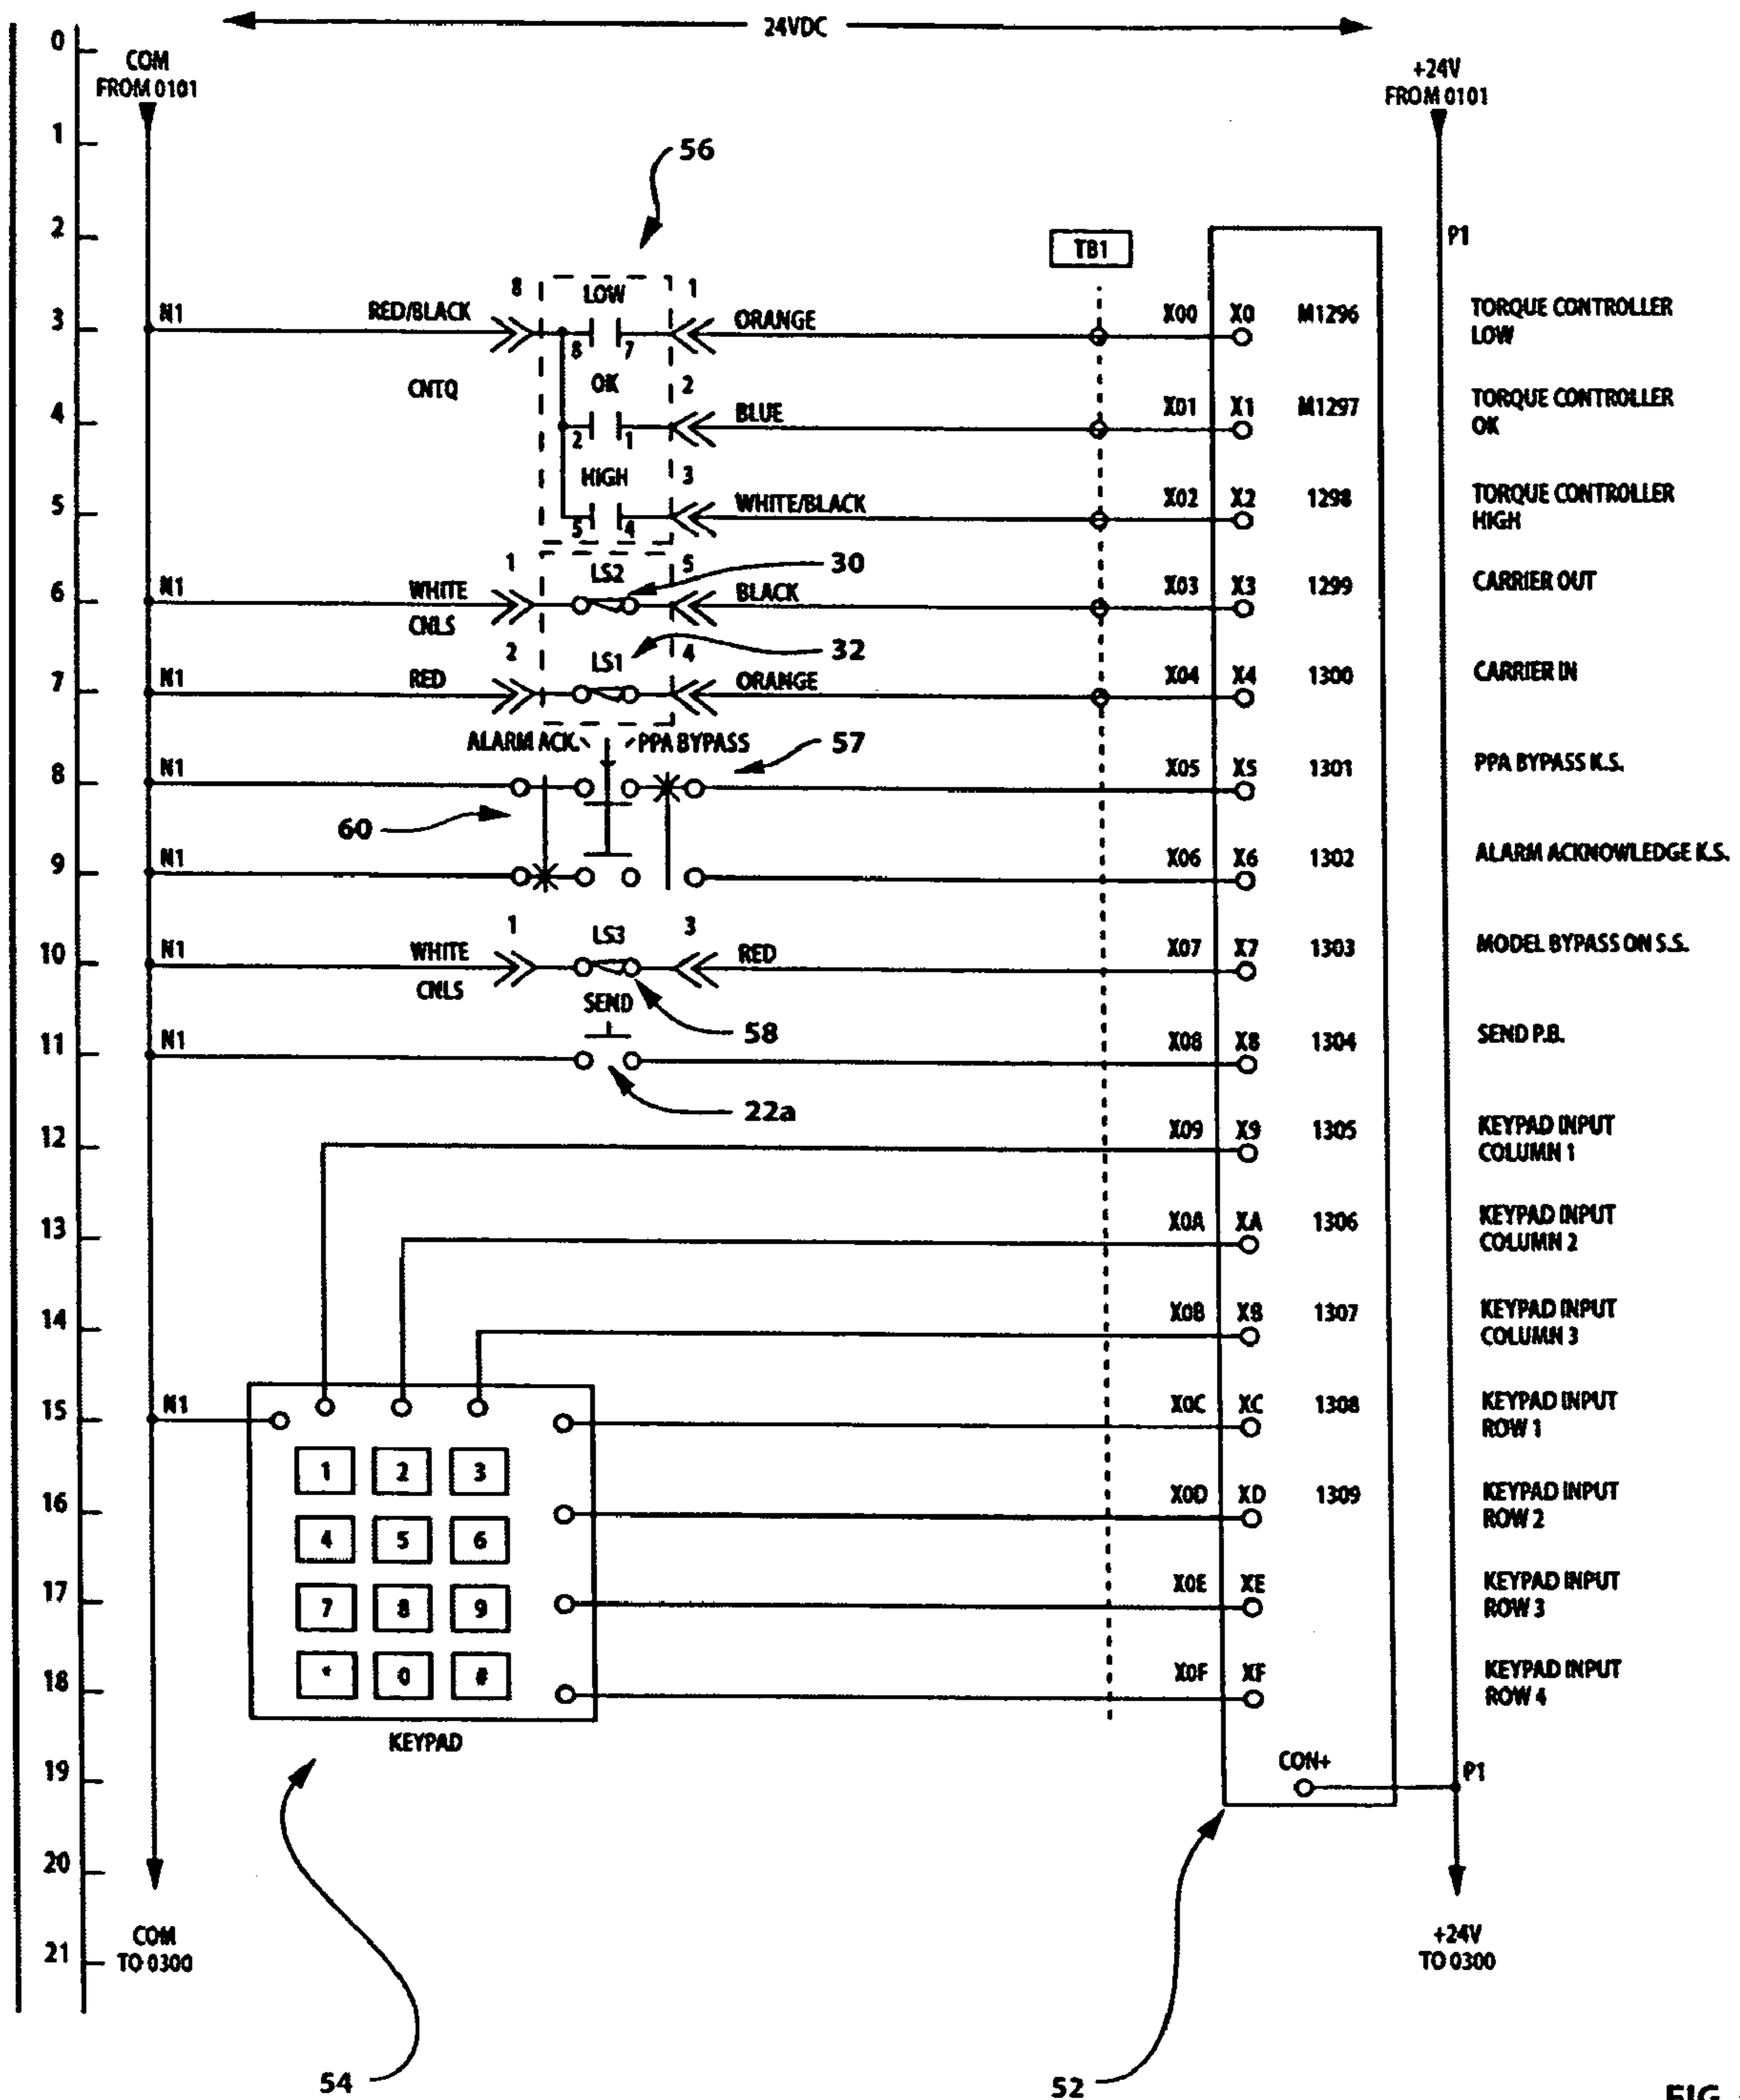 24VDC
0
COM
FROM 0101
+24V
FROM 0101
1
56
2
P1
TB1
8
LOW
1
3
N1
RED/BLACK
ORANGE
X00
X0
M1296
TORQUE CONTROLLER
LOW
8
7
CNTQ
OK
2
4
BLUE
X01
X1
M1297
TORQUE CONTROLLER
OK
2
1
HIGH
3
5
WHITE/BLACK
X02
X2
1298
TORQUE CONTROLLER
HIGH
5
4
1
LS2
5
30
6
N1
WHITE
BLACK
X03
X3
1299
CARRIER OUT
CNLS
2
LS1
4
32
7
N1
RED
ORANGE
X04
X4
1300
CARRIER IN
ALARM ACK.
PPA BYPASS
57
8
N1
X05
X5
1301
PPA BYPASS K.S.
60
9
N1
X06
X6
1302
ALARM ACKNOWLEDGE K.S.
1
LS3
3
10
N1
WHITE
RED
X07
X7
1303
MODEL BYPASS ON S.S.
CNLS
SEND
58
11
N1
X08
X8
1304
SEND P.B.
22a
12
X09
X9
1305
KEYPAD INPUT
COLUMN 1
13
X0A
XA
1306
KEYPAD INPUT
COLUMN 2
14
X0B
XB
1307
KEYPAD INPUT
COLUMN 3
15
N1
X0C
XC
1308
KEYPAD INPUT
ROW 1
1 2 3
16
X0D
XD
1309
KEYPAD INPUT
ROW 2
4 5 6
17
X0E
XE
KEYPAD INPUT
ROW 3
7 8 9
18
X0F
XF
KEYPAD INPUT
ROW 4
* 0 #
KEYPAD
19
CON+
P1
20
COM
TO 0300
+24V
TO 0300
21
54
52
FIG